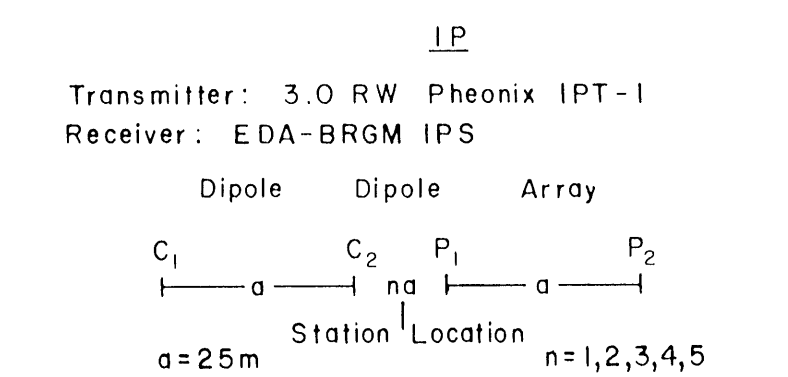 IP
Transmitter: 3.0 RW Pheonix IPT-1
Receiver: EDA-BRGM IPS
Dipole Dipole Array
C1 C2 P1 P2
a na a
Station Location
a=25m n=1,2,3,4,5